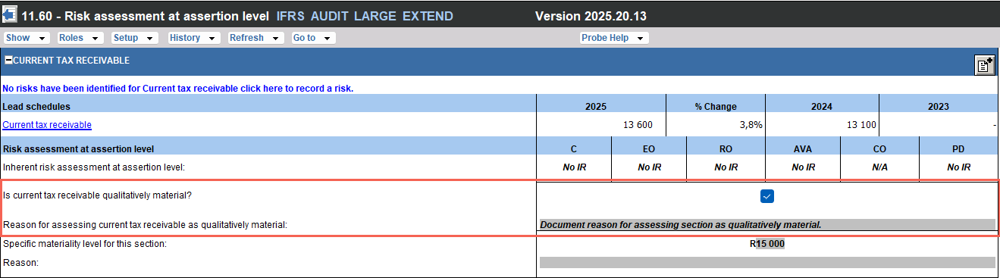 11.60 - Risk assessment at assertion level IFRS AUDIT LARGE EXTEND Version 2025.20.13
Show Roles Setup History Refresh Go to Probe Help
CURRENT TAX RECEIVABLE
No risks have been identified for Current tax receivable click here to record a risk.
Lead schedules 2025 % Change 2024 2023
Current tax receivable 13 600 3,8% 13 100 -
Risk assessment at assertion level C EO RO AVA CO PD
Inherent risk assessment at assertion level: No IR No IR No IR No IR N/A No IR
Is current tax receivable qualitatively material?
Reason for assessing current tax receivable as qualitatively material: Document reason for assessing section as qualitatively material.
Specific materiality level for this section: R15 000
Reason: